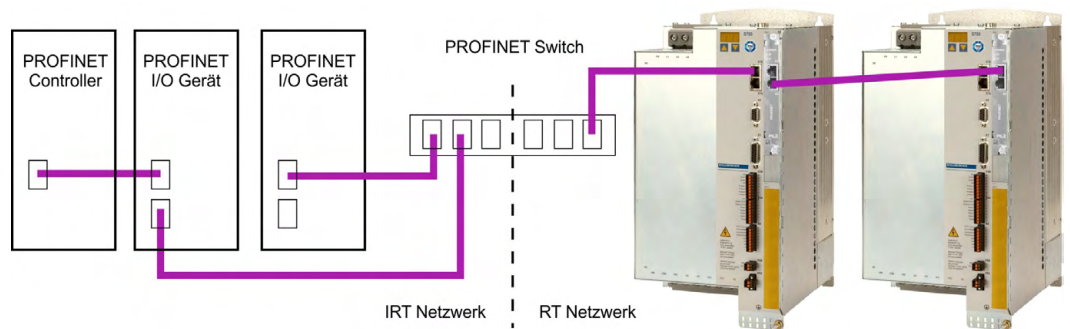 PROFINET
Controller
PROFINET
I/O Gerät
PROFINET
I/O Gerät
PROFINET Switch
IRT Netzwerk
RT Netzwerk